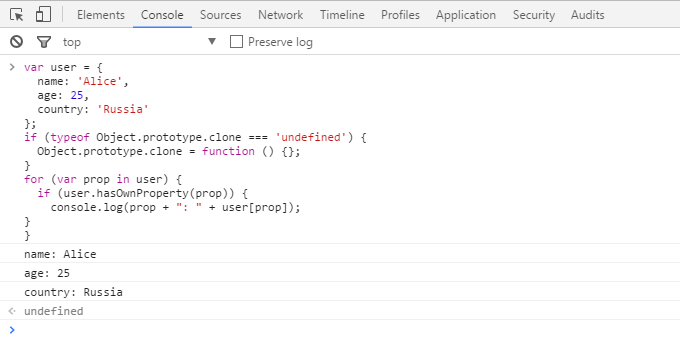 Elements Console Sources Network Timeline Profiles Application Security Audits
top Preserve log
var user = {
  name: 'Alice',
  age: 25,
  country: 'Russia'
};
if (typeof Object.prototype.clone === 'undefined') {
  Object.prototype.clone = function () {};
}
for (var prop in user) {
  if (user.hasOwnProperty(prop)) {
    console.log(prop + ": " + user[prop]);
}
}
name: Alice
age: 25
country: Russia
undefined